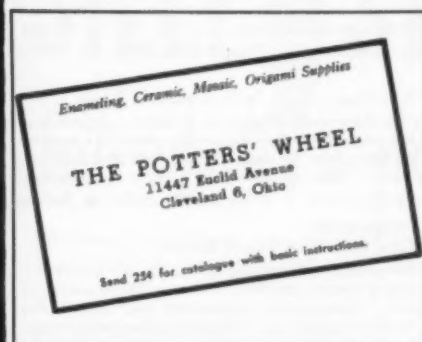 Enameling, Ceramic, Mosaic, Origami Supplies
THE POTTERS' WHEEL
11447 Euclid Avenue
Cleveland 6, Ohio
Send 25¢ for catalogue with basic instructions.